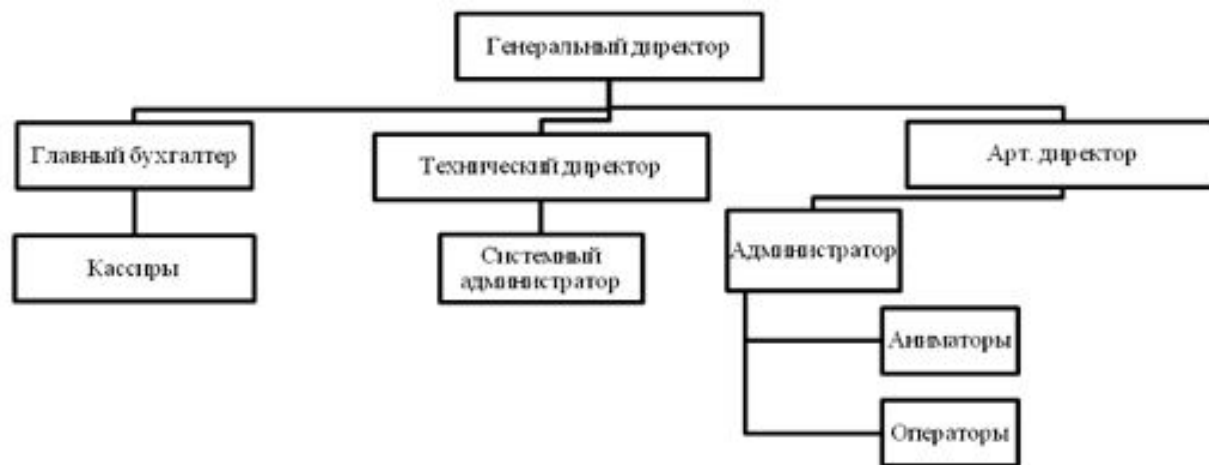 Генеральный директор
Главный бухгалтер
Технический директор
Арт. директор
Кассиры
Системный
администратор
Администратор
Аниматоры
Операторы